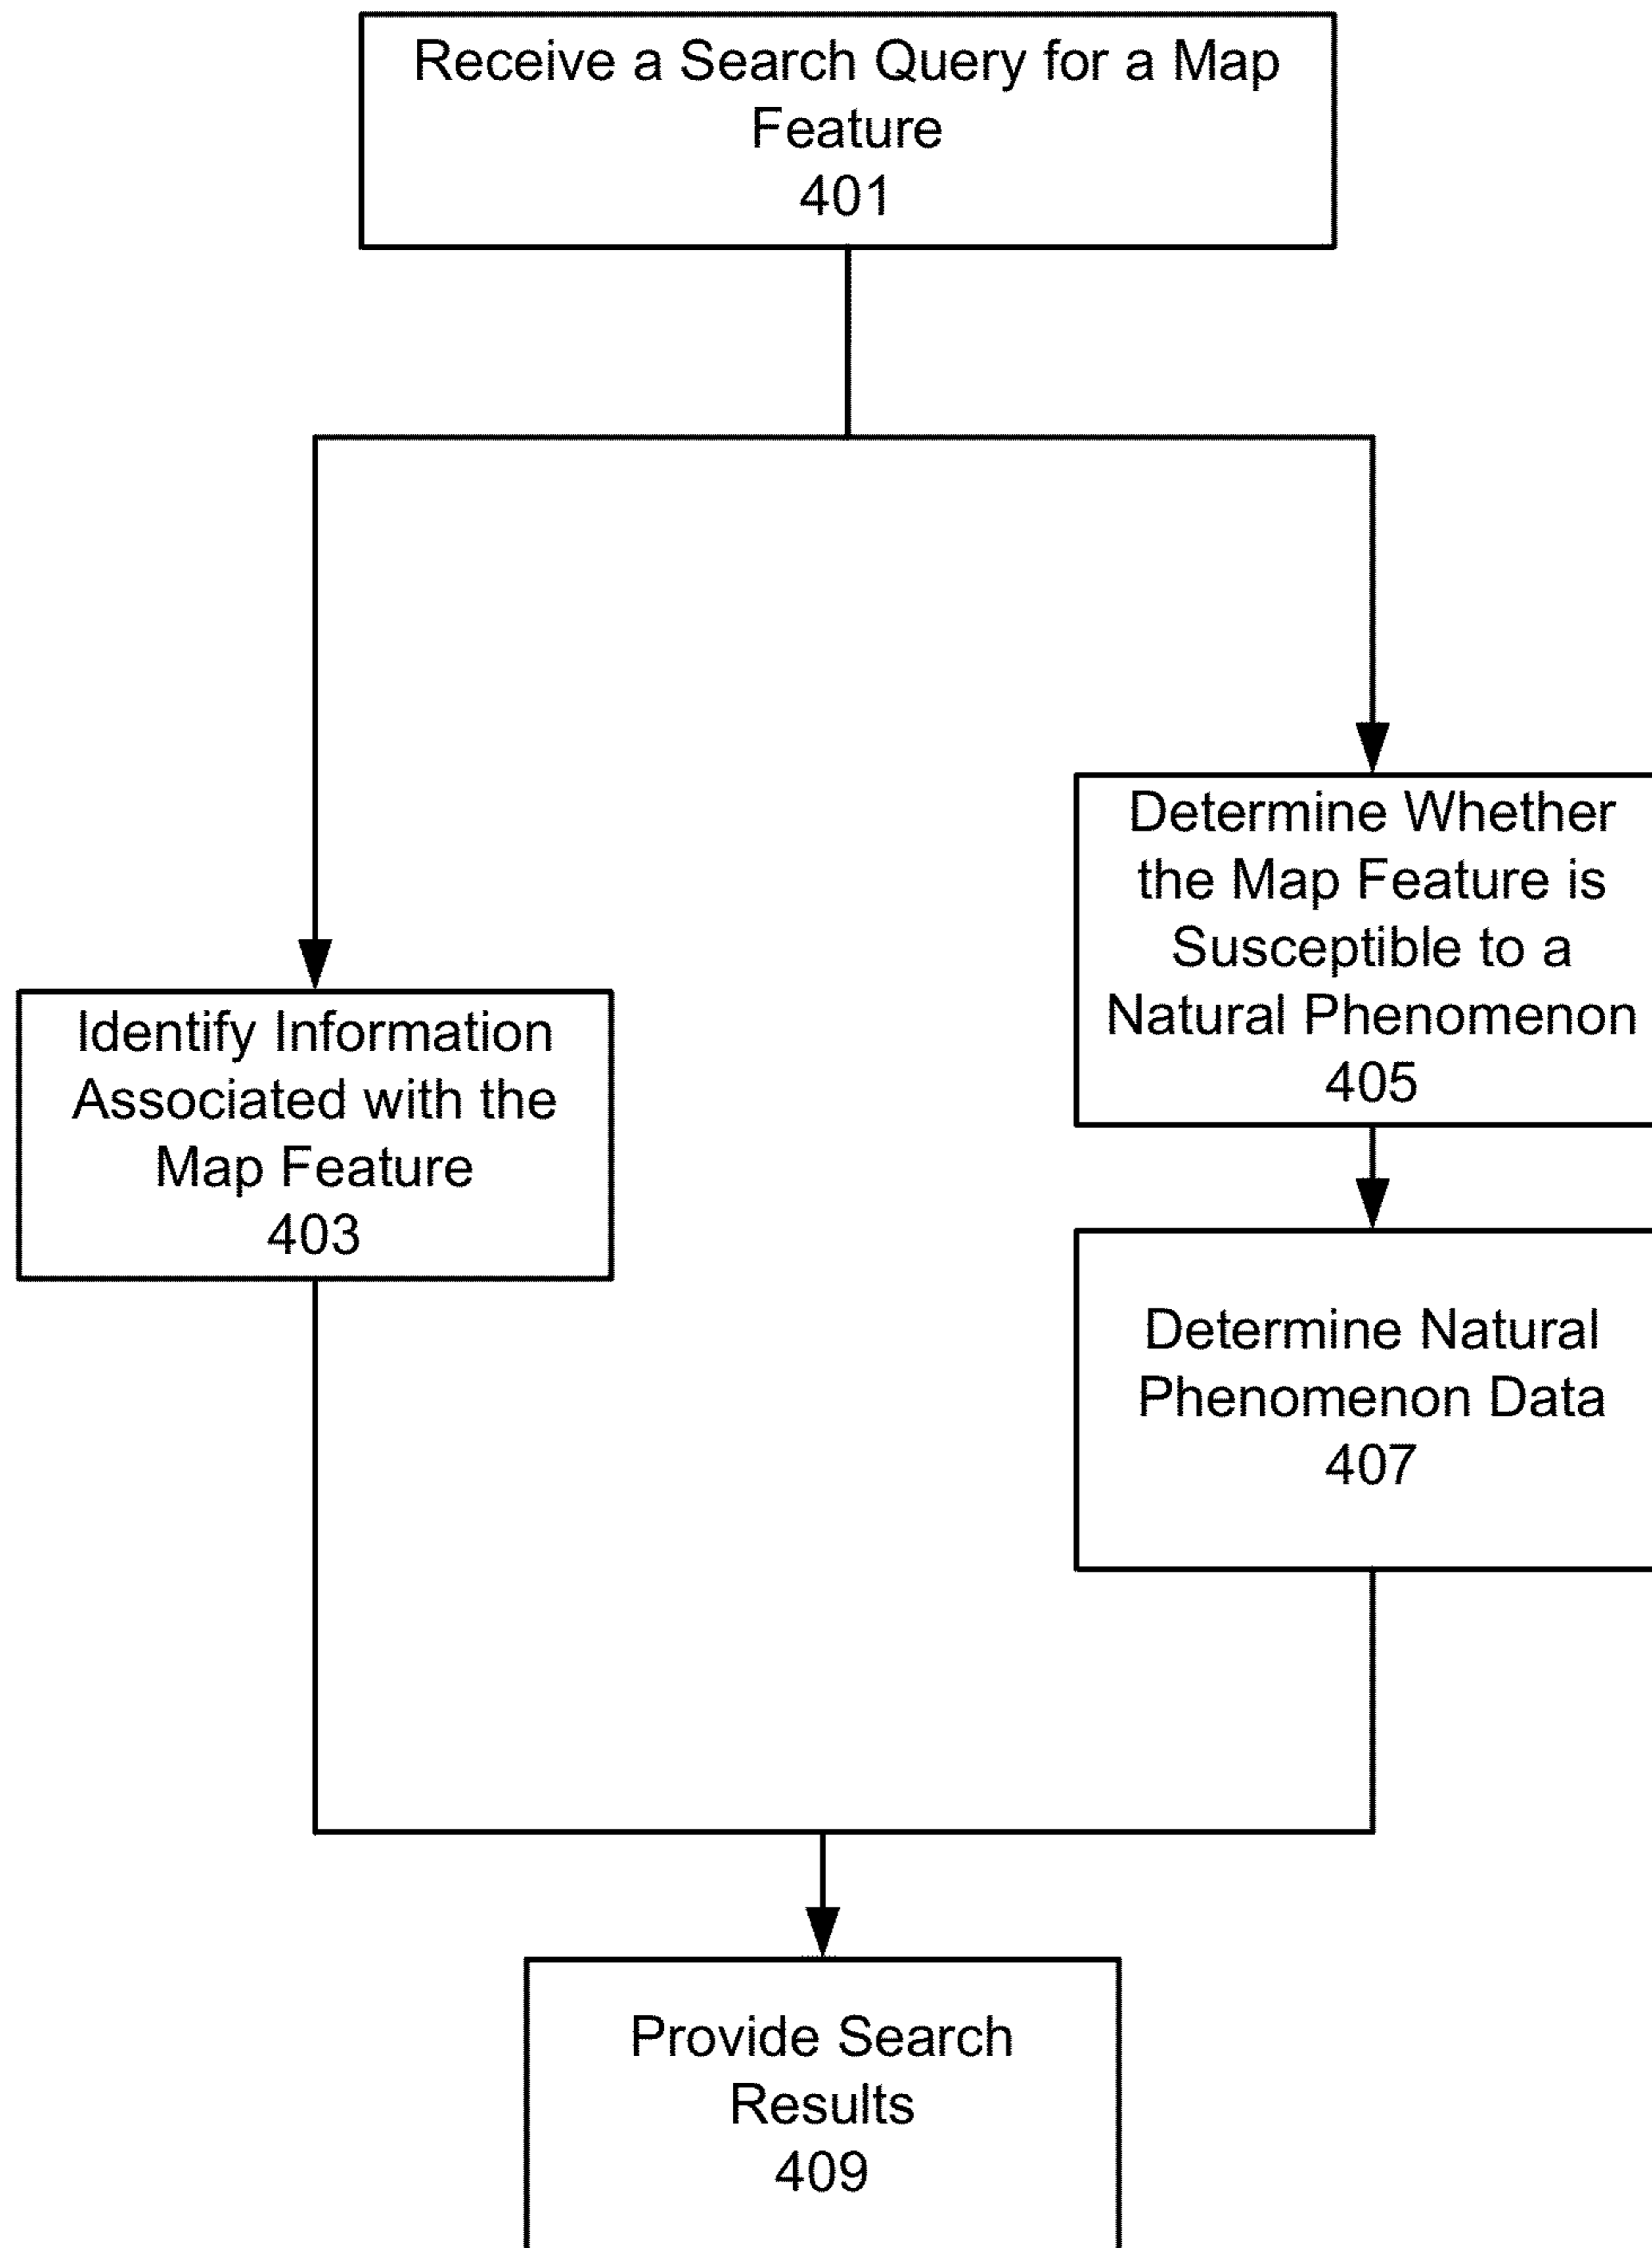 Receive a Search Query for a Map
Feature
401
Determine Whether
the Map Feature is
Susceptible to a
Natural Phenomenon
405
Identify Information
Associated with the
Map Feature
403
Determine Natural
Phenomenon Data
407
Provide Search
Results
409